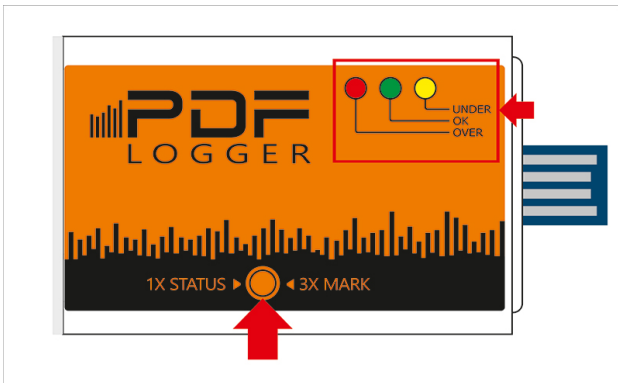 PDF
LOGGER
UNDER
OK
OVER
1X STATUS ▸ ◂ 3X MARK